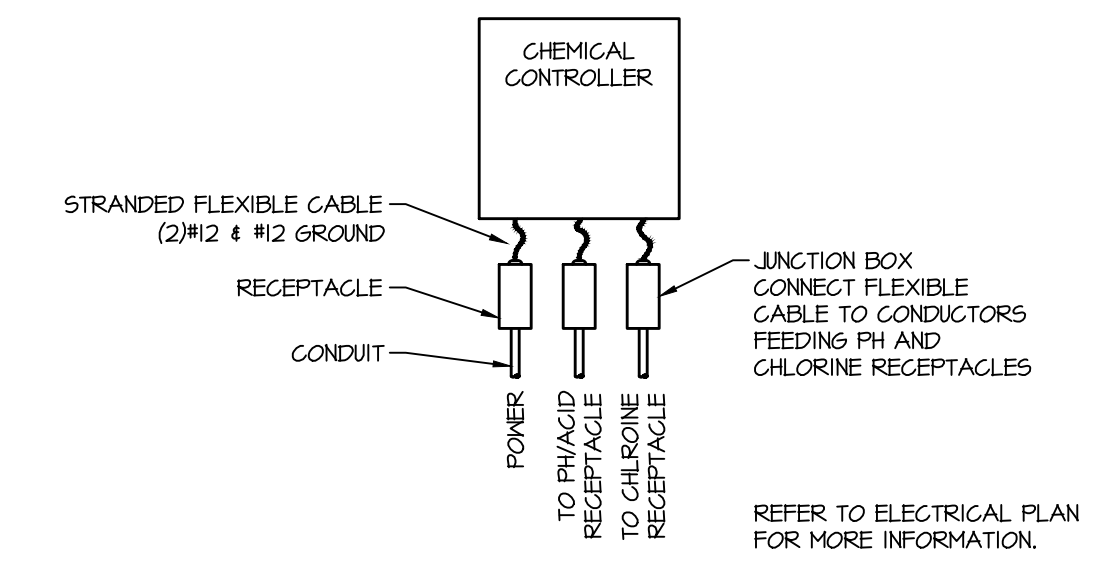 CHEMICAL
CONTROLLER
STRANDED FLEXIBLE CABLE
(2)#12 & #12 GROUND
RECEPTACLE
CONDUIT
JUNCTION BOX
CONNECT FLEXIBLE
CABLE TO CONDUCTORS
FEEDING PH AND
CHLORINE RECEPTACLES
POWER
TO PH/ACID
RECEPTACLE
TO CHLROINE
RECEPTACLE
REFER TO ELECTRICAL PLAN
FOR MORE INFORMATION.